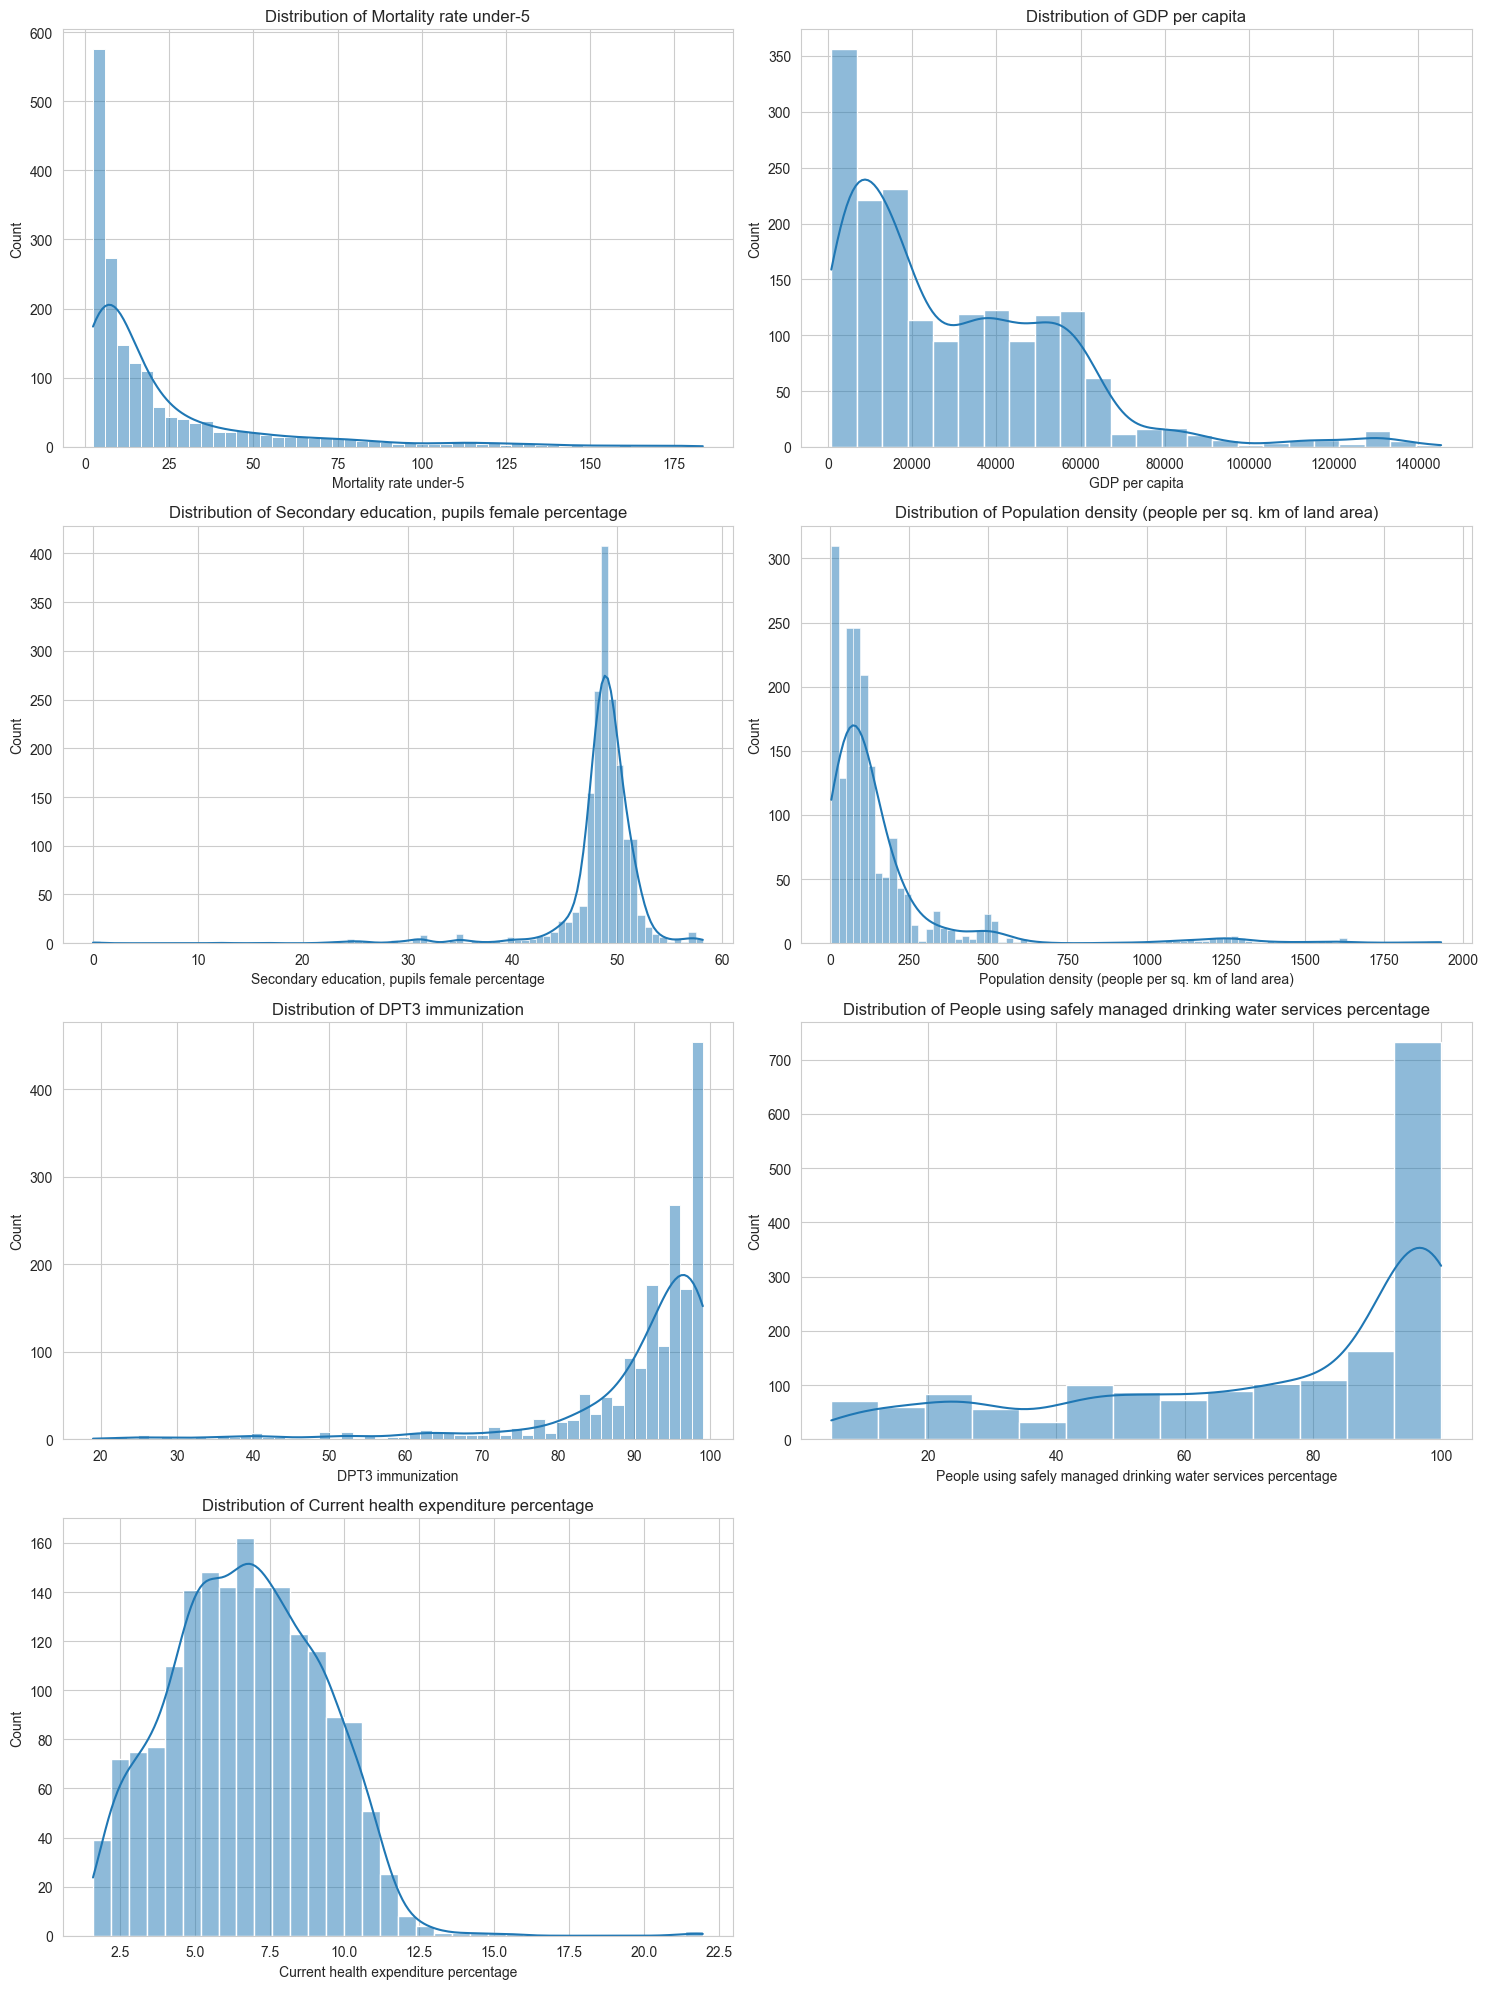 Distribution of Mortality rate under-5
600
500
400
300
200
100
0
Count
0 25 50 75 100 125 150 175
Mortality rate under-5
Distribution of GDP per capita
350
300
250
200
150
100
50
0
Count
0 20000 40000 60000 80000 100000 120000 140000
GDP per capita
Distribution of Secondary education, pupils female percentage
400
350
300
250
200
150
100
50
0
Count
0 10 20 30 40 50 60
Secondary education, pupils female percentage
Distribution of Population density (people per sq. km of land area)
300
250
200
150
100
50
0
Count
0 250 500 750 1000 1250 1500 1750 2000
Population density (people per sq. km of land area)
Distribution of DPT3 immunization
400
300
200
100
0
Count
20 30 40 50 60 70 80 90 100
DPT3 immunization
Distribution of People using safely managed drinking water services percentage
700
600
500
400
300
200
100
0
Count
20 40 60 80 100
People using safely managed drinking water services percentage
Distribution of Current health expenditure percentage
160
140
120
100
80
60
40
20
0
Count
2.5 5.0 7.5 10.0 12.5 15.0 17.5 20.0 22.5
Current health expenditure percentage